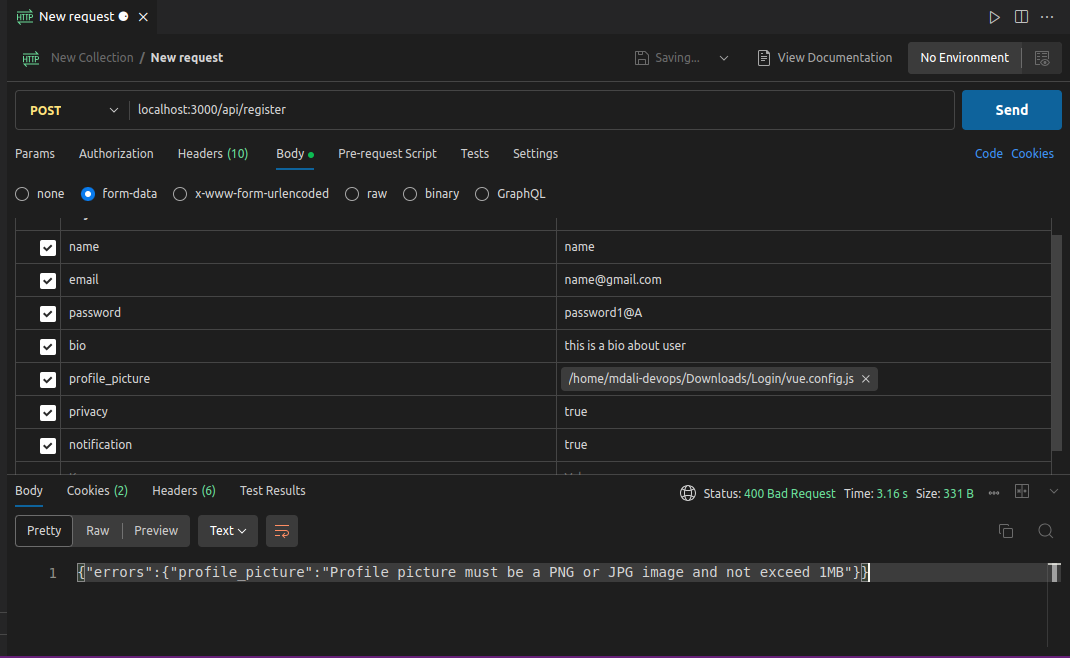 HTTP New request
HTTP New Collection / New request Saving... View Documentation No Environment
POST localhost:3000/api/register Send
Params Authorization Headers (10) Body Pre-request Script Tests Settings Code Cookies
none form-data x-www-form-urlencoded raw binary GraphQL
name name
email name@gmail.com
password password1@A
bio this is a bio about user
profile_picture /home/mdali-devops/Downloads/Login/vue.config.js
privacy true
notification true
Body Cookies (2) Headers (6) Test Results Status: 400 Bad Request Time: 3.16 s Size: 331 B
Pretty Raw Preview Text
1 {"errors":{"profile_picture":"Profile picture must be a PNG or JPG image and not exceed 1MB"}}